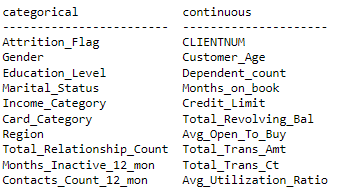 categorical            continuous
---------------------  --------------------
Attrition_Flag         CLIENTNUM
Gender                 Customer_Age
Education_Level        Dependent_count
Marital_Status         Months_on_book
Income_Category        Credit_Limit
Card_Category          Total_Revolving_Bal
Region                 Avg_Open_To_Buy
Total_Relationship_Count  Total_Trans_Amt
Months_Inactive_12_mon    Total_Trans_Ct
Contacts_Count_12_mon  Avg_Utilization_Ratio